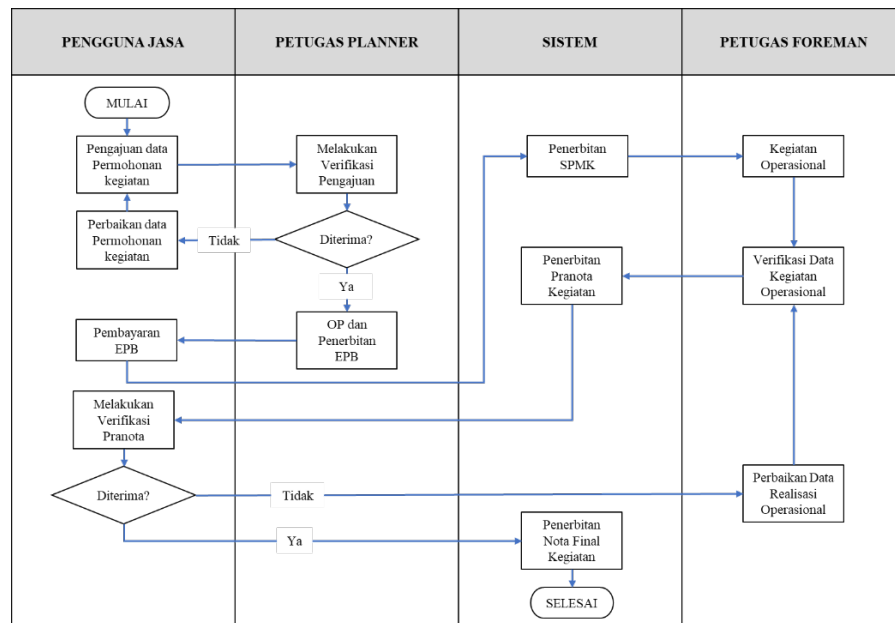 PENGGUNA JASA
PETUGAS PLANNER
SISTEM
PETUGAS FOREMAN
MULAI
Pengajuan data
Permohonan
kegiatan
Melakukan
Verifikasi
Pengajuan
Penerbitan
SPMK
Kegiatan
Operasional
Perbaikan data
Permohonan
kegiatan
Tidak
Diterima?
Penerbitan
Pranota
Kegiatan
Verifikasi Data
Kegiatan
Operasional
Ya
Pembayaran
EPB
OP dan
Penerbitan
EPB
Melakukan
Verifikasi
Pranota
Diterima?
Tidak
Perbaikan Data
Realisasi
Operasional
Ya
Penerbitan
Nota Final
Kegiatan
SELESAI